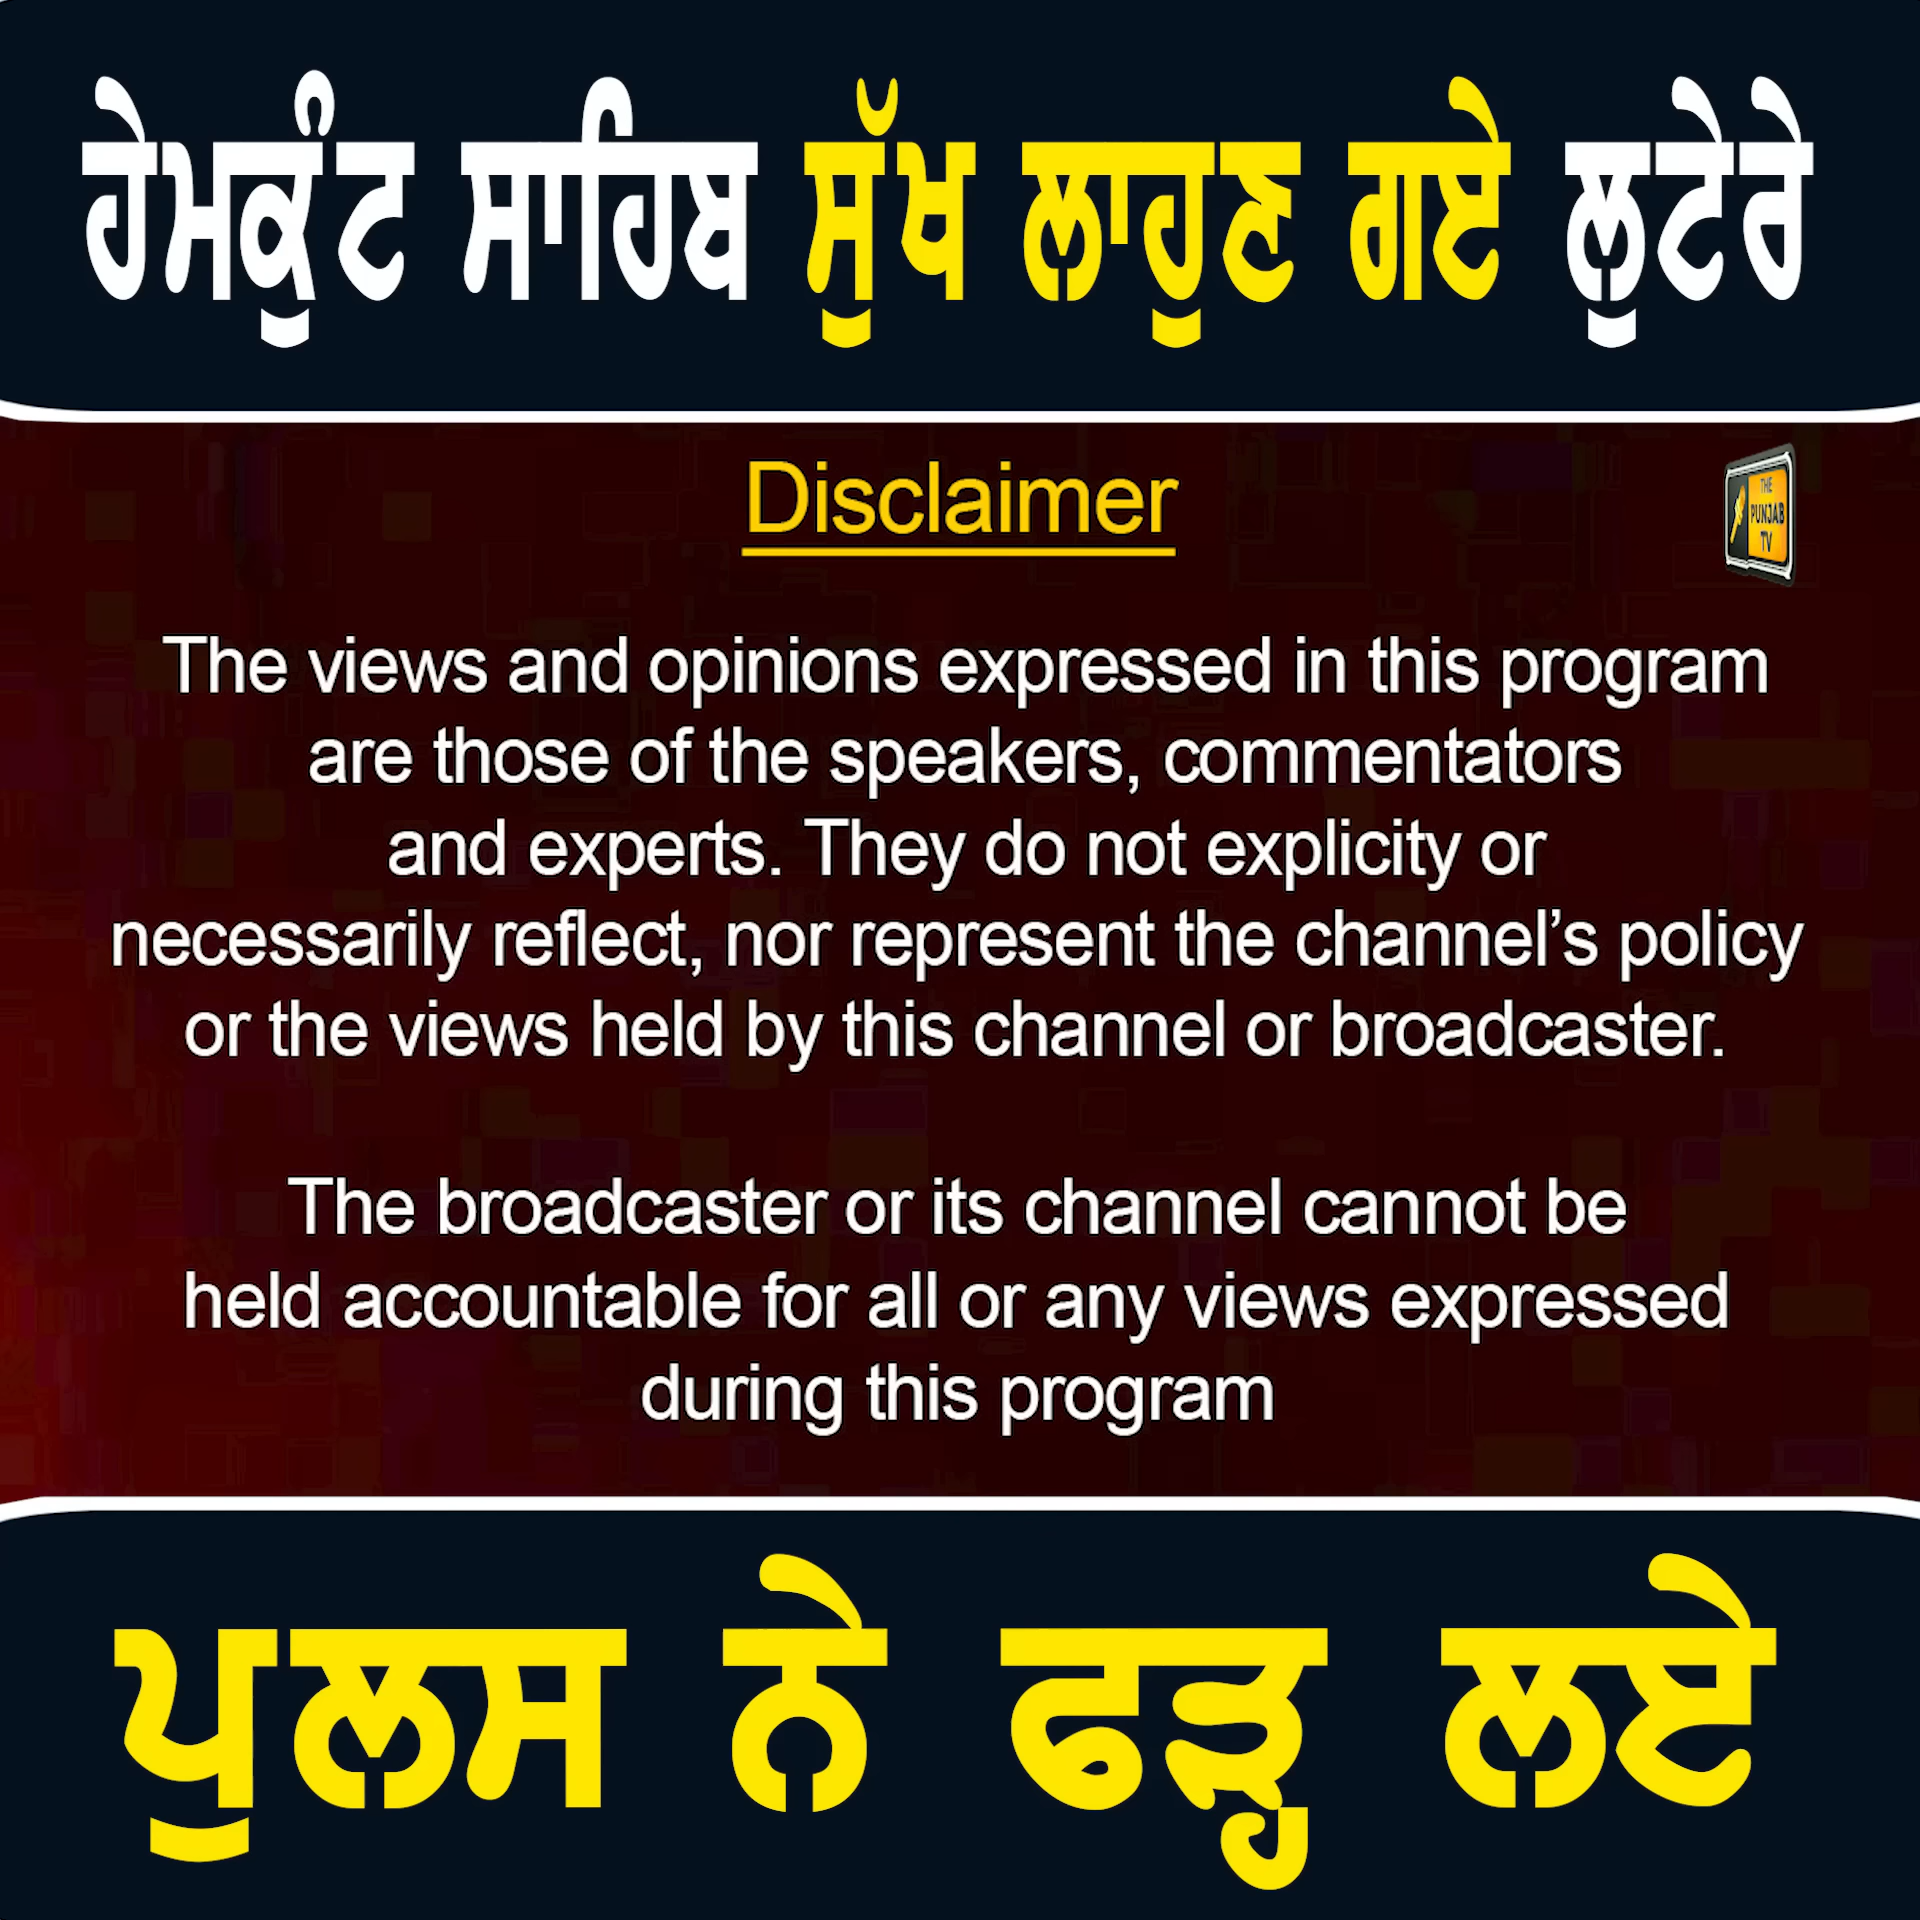 ਹੇਮਕੁੰਟ ਸਾਹਿਬ ਸੁੱਖ ਲਾਹੁਣ ਗਏ ਲੁਟੇਰੇ
Disclaimer
THE
PUNJAB
TV
The views and opinions expressed in this program
are those of the speakers, commentators
and experts. They do not explicity or
necessarily reflect, nor represent the channel’s policy
or the views held by this channel or broadcaster.
The broadcaster or its channel cannot be
held accountable for all or any views expressed
during this program
ਪੁਲਸ ਨੇ ਫੜ੍ਹ ਲਏ